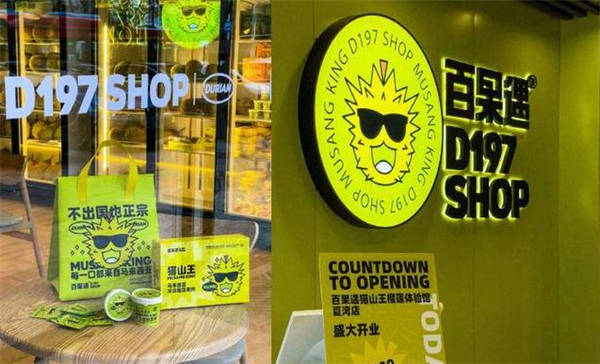 D197 SHOP
DURIAN
不出国也正宗
DURIAN
MUSANG KING
每一口都来自马来西亚
百果遇
猫山王
MUSANG KING D197 SHOP MUSANG KING D197 SHOP
百果遇®
D197
SHOP
COUNTDOWN
TO OPENING
百果遇猫山王榴莲体验馆
夏湾店
盛大开业
TODA